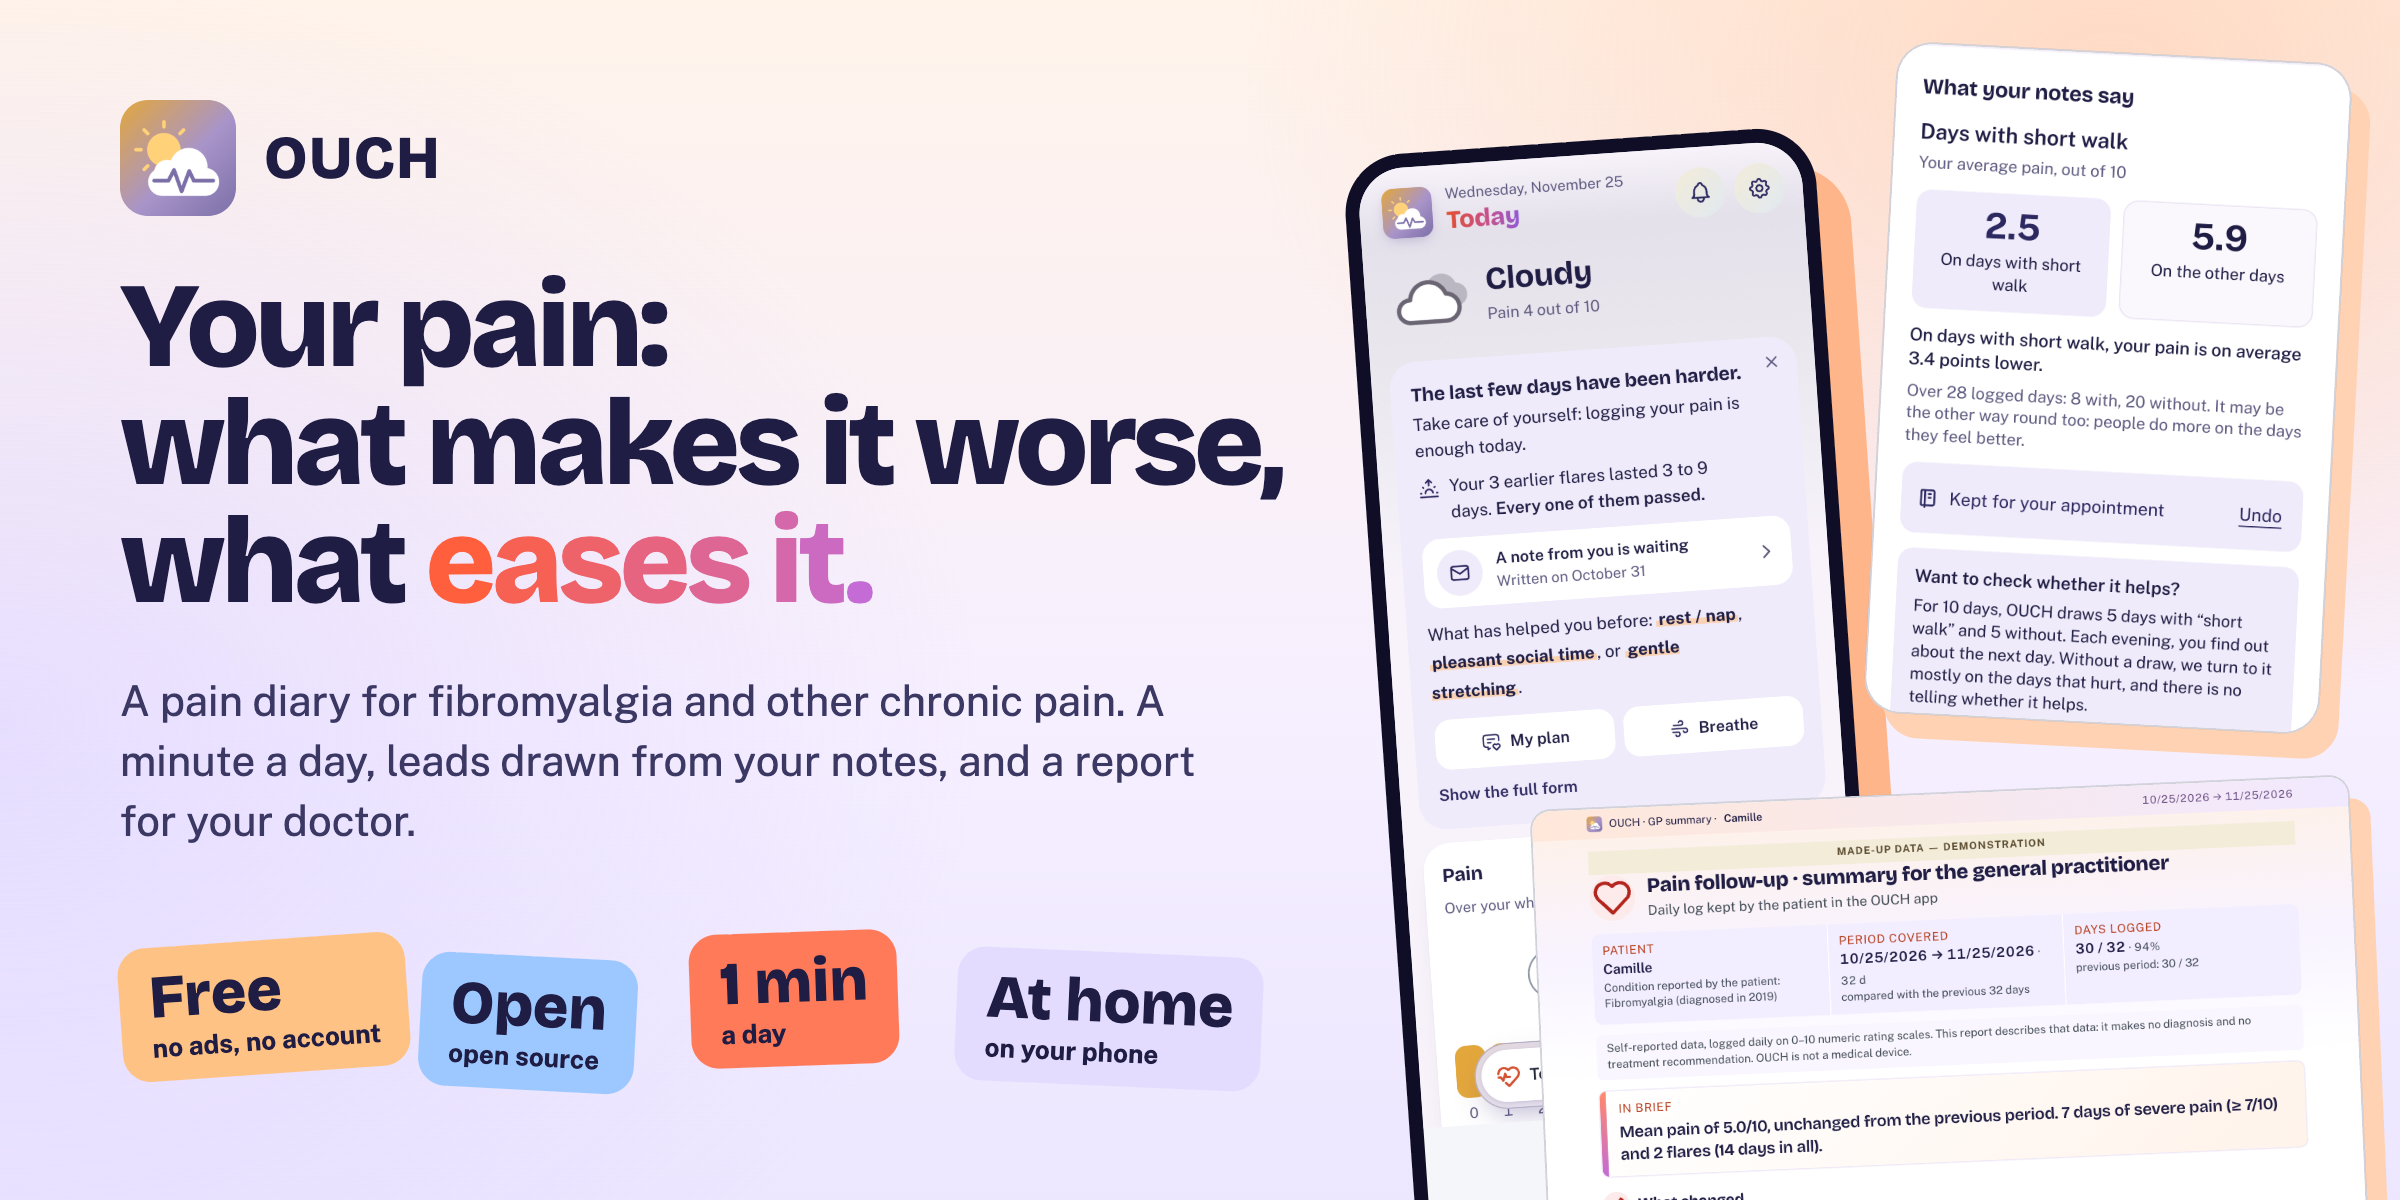 OUCH
Your pain:
what makes it worse,
what eases it.
A pain diary for fibromyalgia and other chronic pain. A
minute a day, leads drawn from your notes, and a report
for your doctor.
Free
no ads, no account
Open
open source
1 min
a day
At home
on your phone
Wednesday, November 25
Today
Cloudy
Pain 4 out of 10
The last few days have been harder.
Take care of yourself: logging your pain is
enough today.
Your 3 earlier flares lasted 3 to 9
days. Every one of them passed.
A note from you is waiting
Written on October 31
What has helped you before: rest / nap,
pleasant social time, or gentle
stretching.
My plan
Breathe
Show the full form
Pain
Over your
0
1
What your notes say
Days with short walk
Your average pain, out of 10
2.5
On days with short
walk
5.9
On the other days
On days with short walk, your pain is on average
3.4 points lower.
Over 28 logged days: 8 with, 20 without. It may be
the other way round too: people do more on the days
they feel better.
Kept for your appointment
Undo
Want to check whether it helps?
For 10 days, OUCH draws 5 days with “short
walk” and 5 without. Each evening, you find out
about the next day. Without a draw, we turn to it
mostly on the days that hurt, and there is no
telling whether it helps.
OUCH · GP summary · Camille
10/25/2026 → 11/25/2026
MADE-UP DATA — DEMONSTRATION
Pain follow-up · summary for the general practitioner
Daily log kept by the patient in the OUCH app
PATIENT
Camille
Condition reported by the patient:
Fibromyalgia (diagnosed in 2019)
PERIOD COVERED
10/25/2026 → 11/25/2026 ·
32 d
compared with the previous 32 days
DAYS LOGGED
30 / 32 · 94%
previous period: 30 / 32
Self-reported data, logged daily on 0–10 numeric rating scales. This report describes that data: it makes no diagnosis and no
treatment recommendation. OUCH is not a medical device.
IN BRIEF
Mean pain of 5.0/10, unchanged from the previous period. 7 days of severe pain (≥ 7/10)
and 2 flares (14 days in all).
What changed